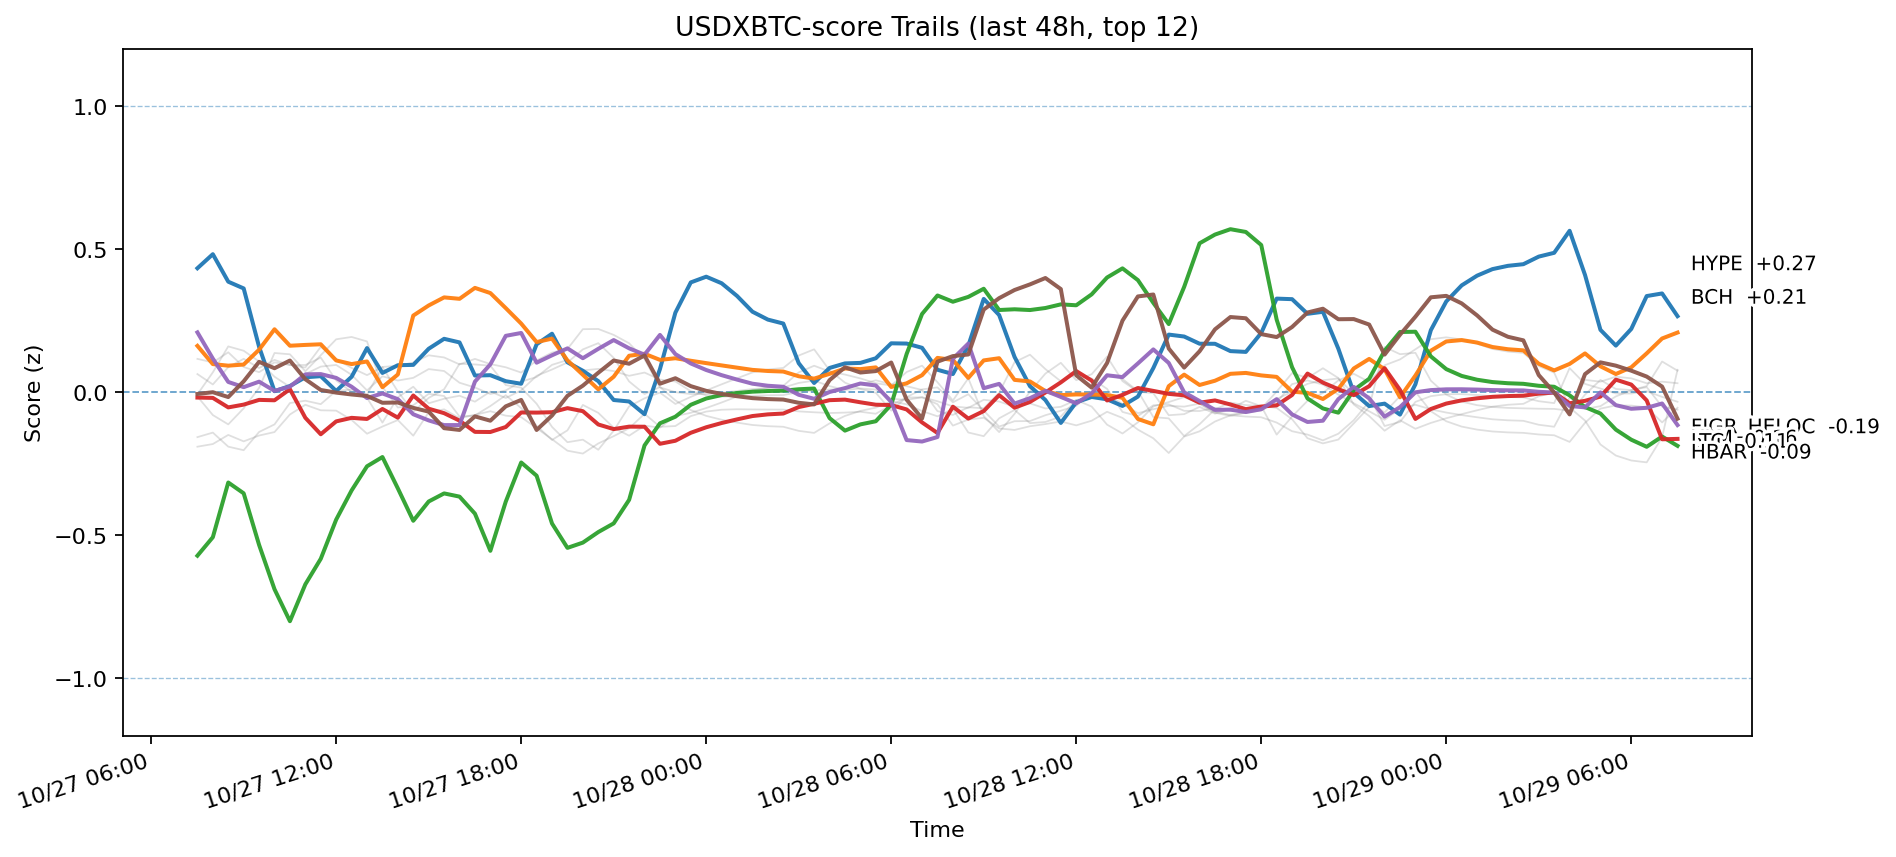 USDXBTC-score Trails (last 48h, top 12)
Score (z)
1.0
0.5
0.0
−0.5
−1.0
HYPE +0.27
BCH +0.21
FIGR_HELOC -0.19
HBAR -0.09
10/27 06:00
10/27 12:00
10/27 18:00
10/28 00:00
10/28 06:00
10/28 12:00
10/28 18:00
10/29 00:00
10/29 06:00
Time